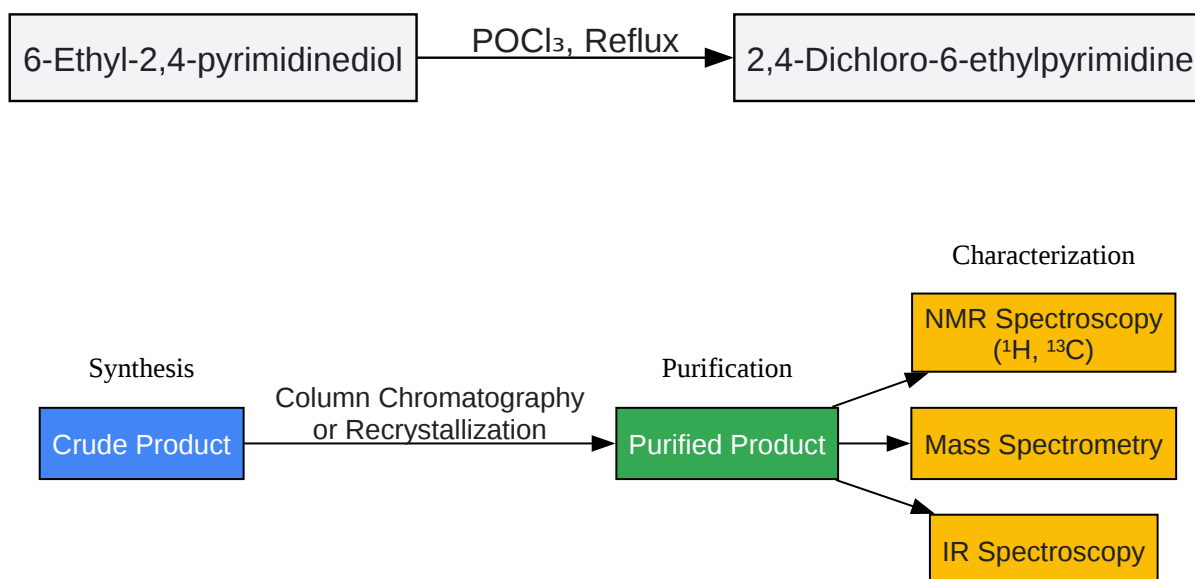 6-Ethyl-2,4-pyrimidinediol
POCl₃, Reflux
2,4-Dichloro-6-ethylpyrimidine
Characterization
NMR Spectroscopy
(¹H, ¹³C)
Synthesis
Purification
Column Chromatography
or Recrystallization
Crude Product
Purified Product
Mass Spectrometry
IR Spectroscopy